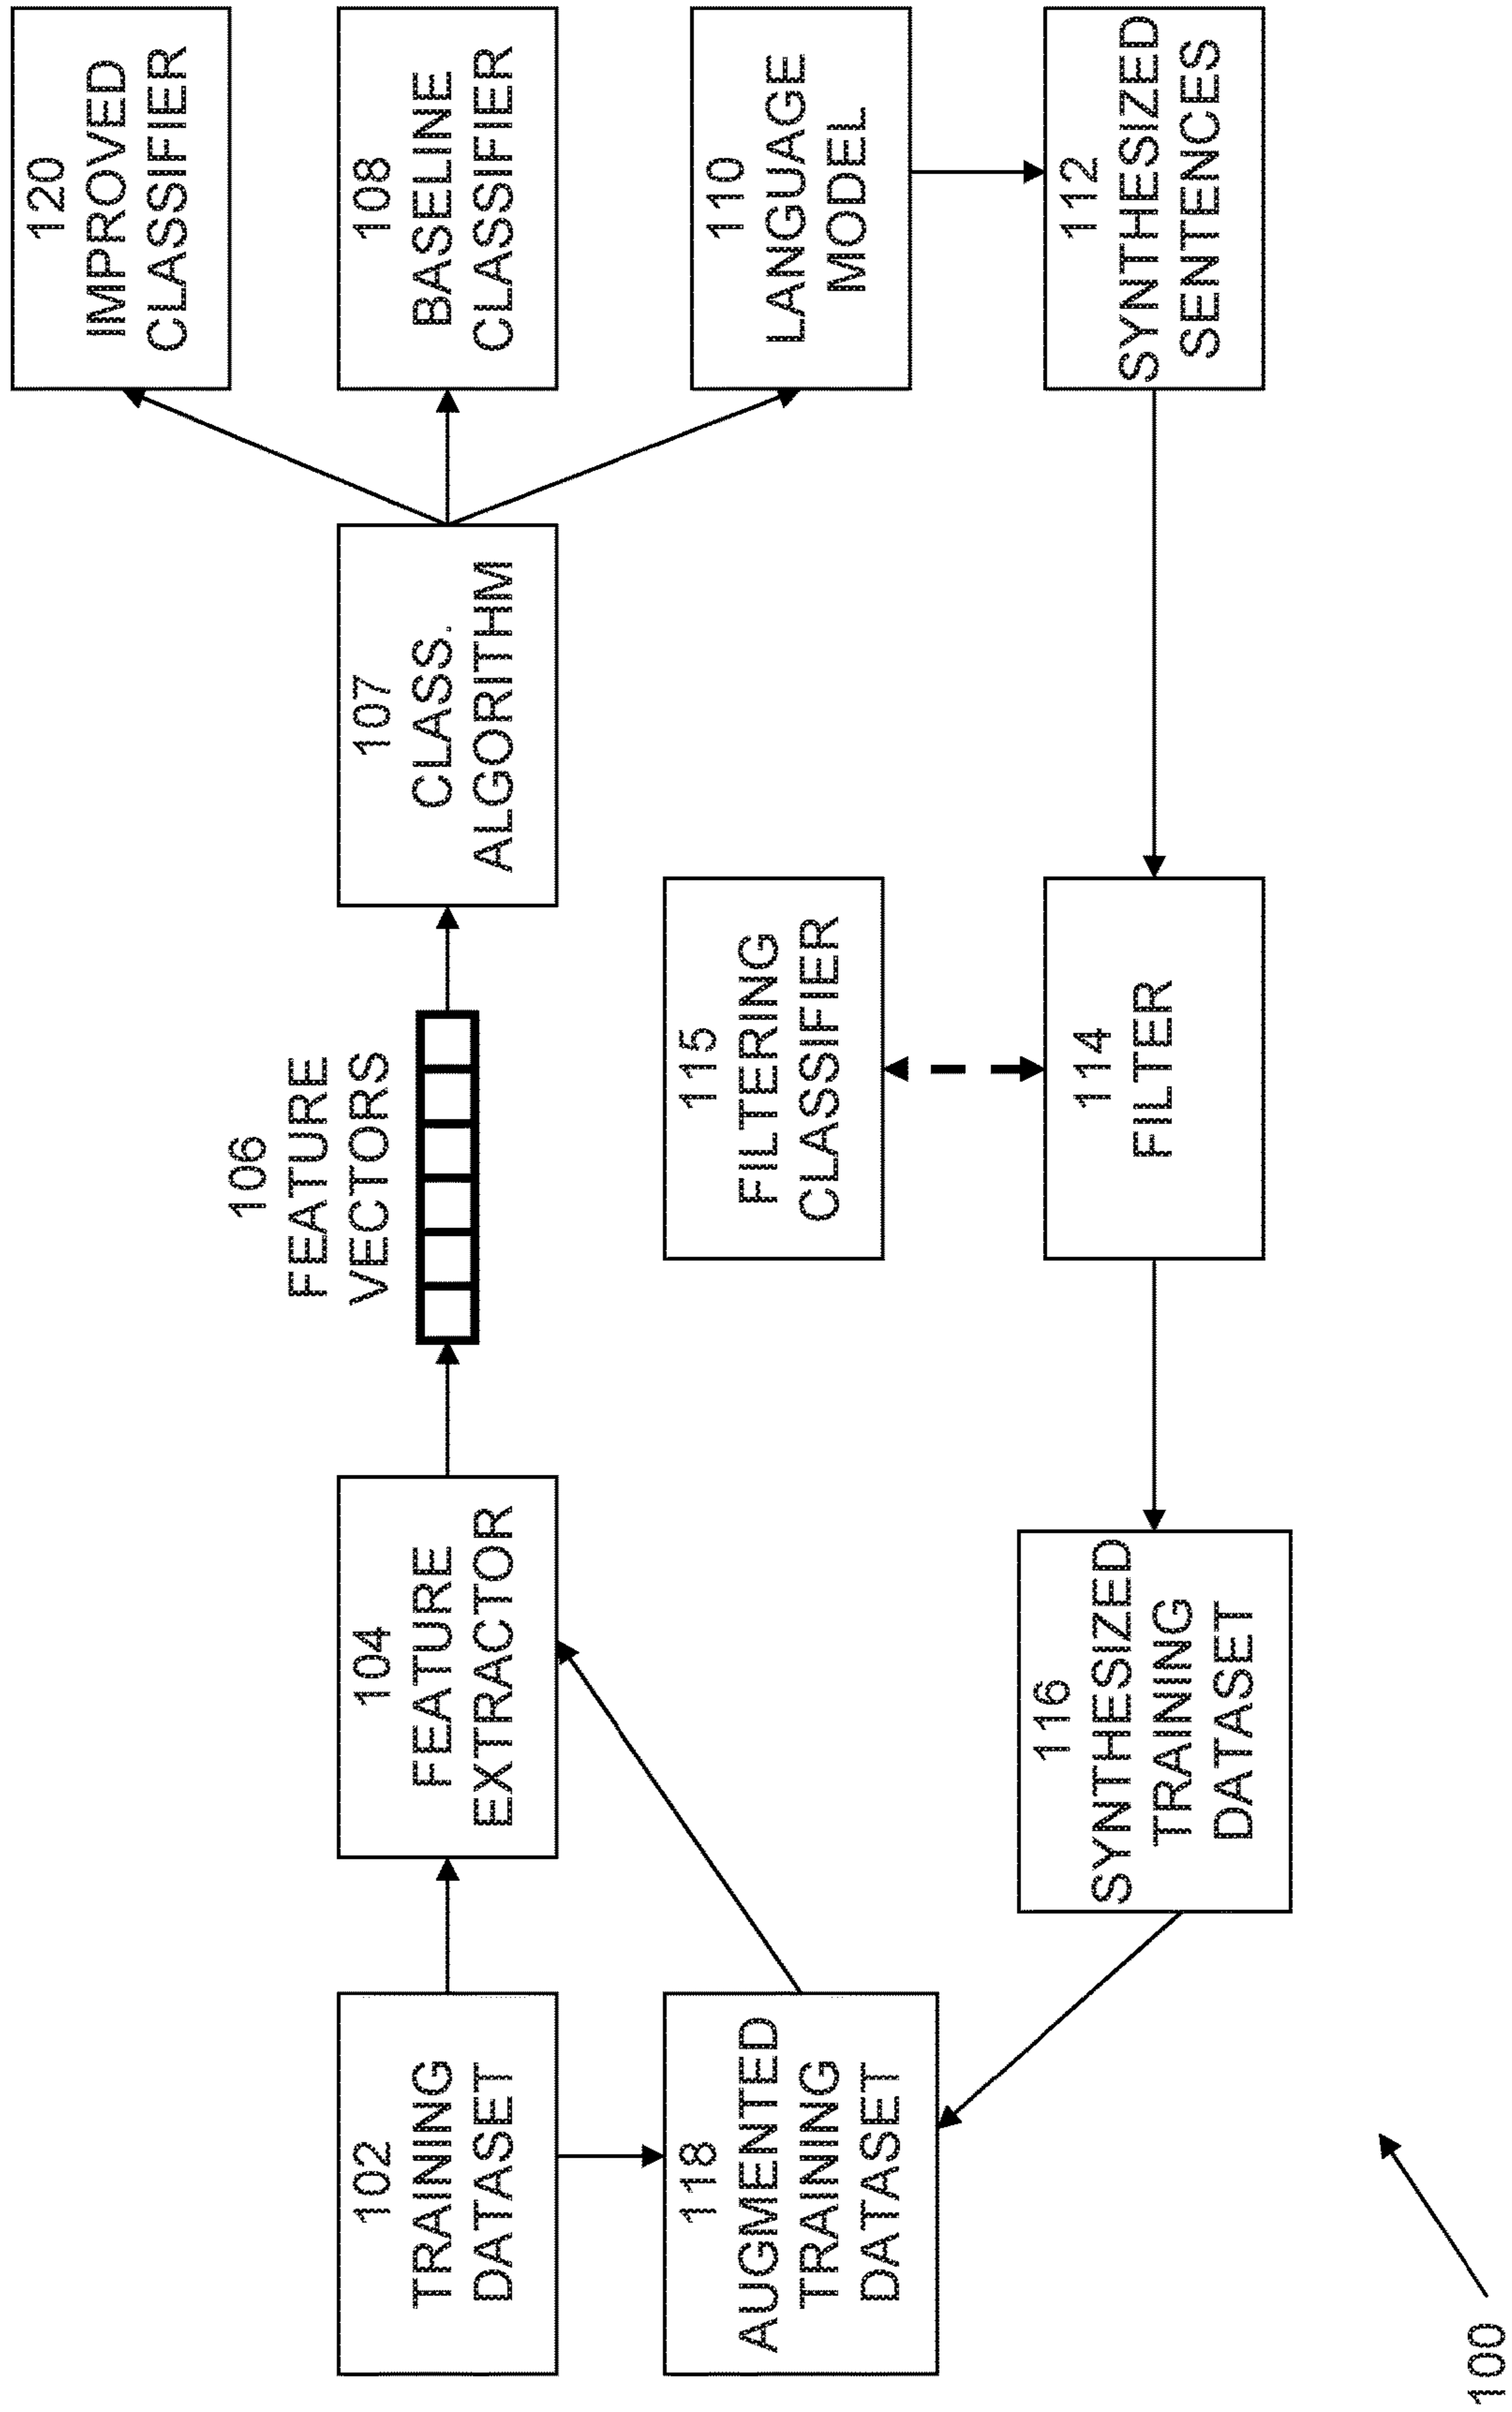 120
IMPROVED
CLASSIFIER
106
FEATURE
VECTORS
102
TRAINING
DATASET
104
FEATURE
EXTRACTOR
107
CLASS.
ALGORITHM
108
BASELINE
CLASSIFIER
118
AUGMENTED
TRAINING
DATASET
115
FILTERING
CLASSIFIER
110
LANGUAGE
MODEL
116
SYNTHESIZED
TRAINING
DATASET
114
FILTER
112
SYNTHESIZED
SENTENCES
100